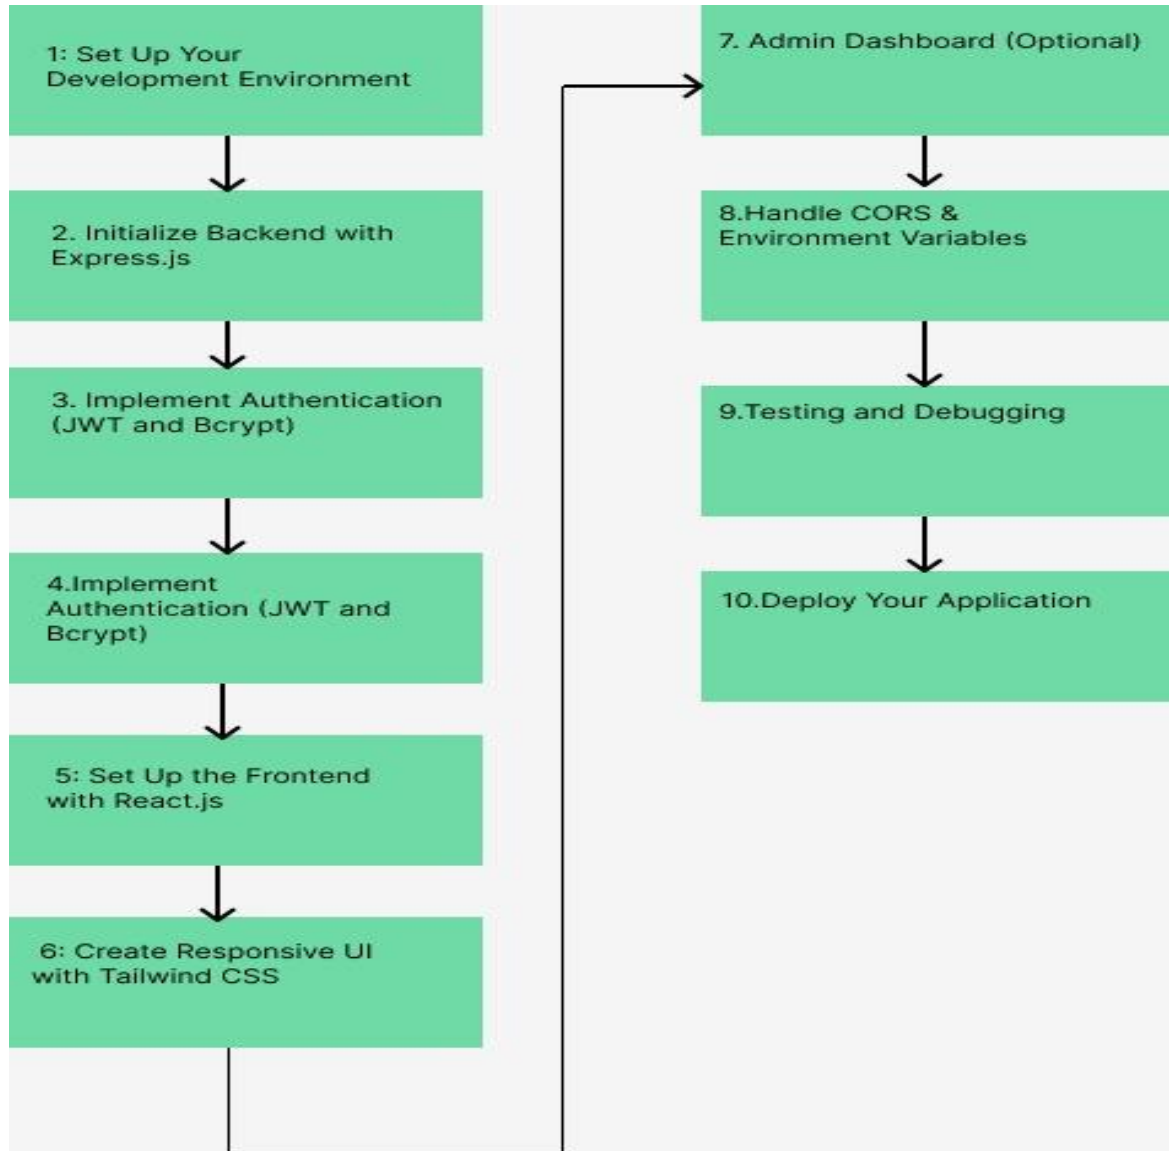 1: Set Up Your
Development Environment
2. Initialize Backend with
Express.js
3. Implement Authentication
(JWT and Bcrypt)
4.Implement
Authentication (JWT and
Bcrypt)
5: Set Up the Frontend
with React.js
6: Create Responsive UI
with Tailwind CSS
7. Admin Dashboard (Optional)
8.Handle CORS &
Environment Variables
9.Testing and Debugging
10.Deploy Your Application